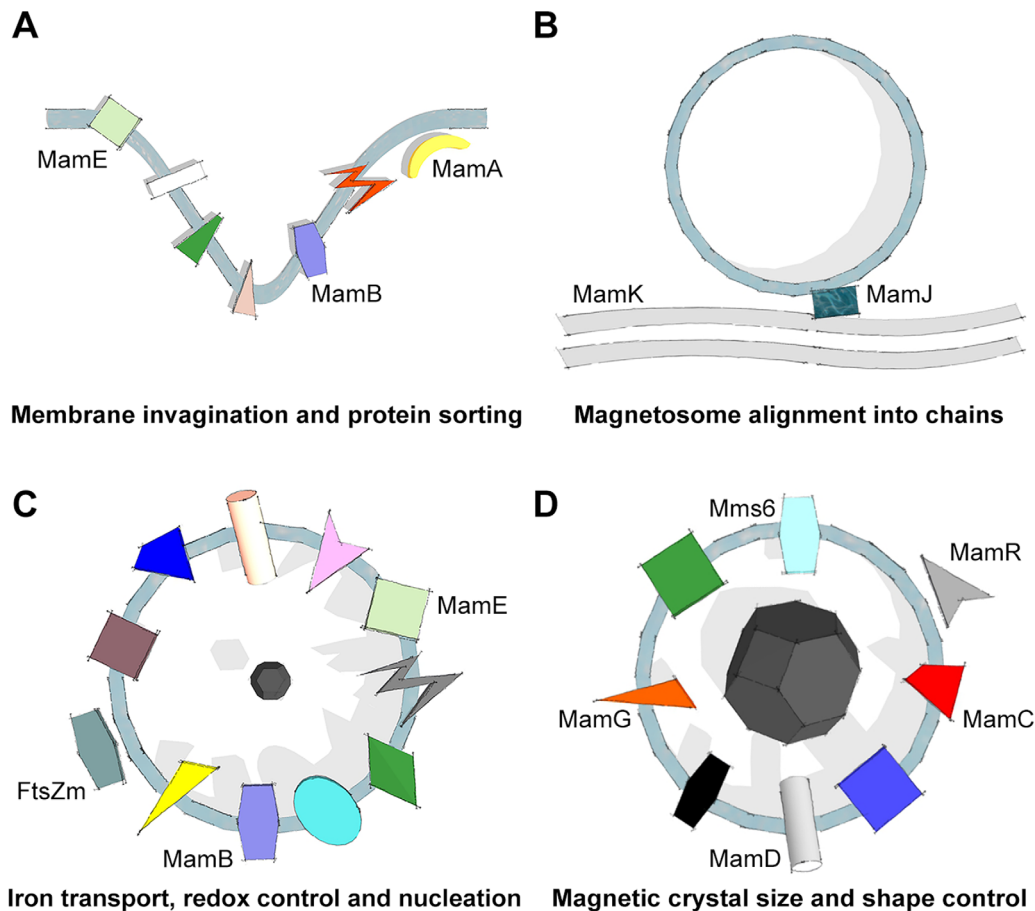 A
B
MamE
MamA
MamB
MamK
MamJ
Membrane invagination and protein sorting
Magnetosome alignment into chains
C
D
Mms6
MamR
MamE
MamG
MamC
FtsZm
MamB
MamD
Iron transport, redox control and nucleation
Magnetic crystal size and shape control